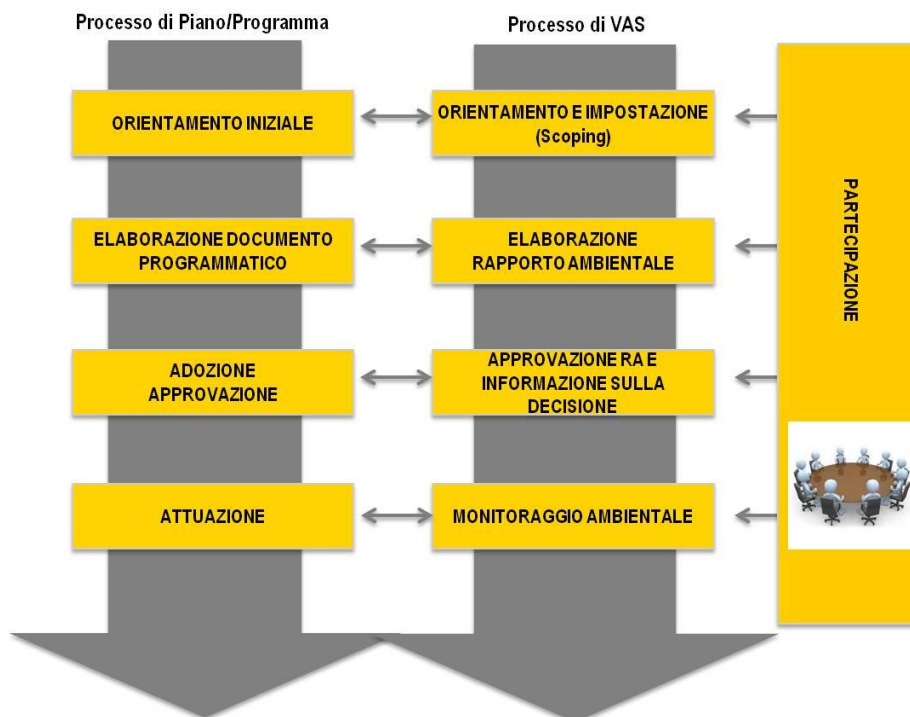 Processo di Piano/Programma
Processo di VAS
ORIENTAMENTO INIZIALE
ORIENTAMENTO E IMPOSTAZIONE
(Scoping)
ELABORAZIONE DOCUMENTO
PROGRAMMATICO
ELABORAZIONE
RAPPORTO AMBIENTALE
ADOZIONE
APPROVAZIONE
APPROVAZIONE RA E
INFORMAZIONE SULLA
DECISIONE
ATTUAZIONE
MONITORAGGIO AMBIENTALE
PARTECIPAZIONE